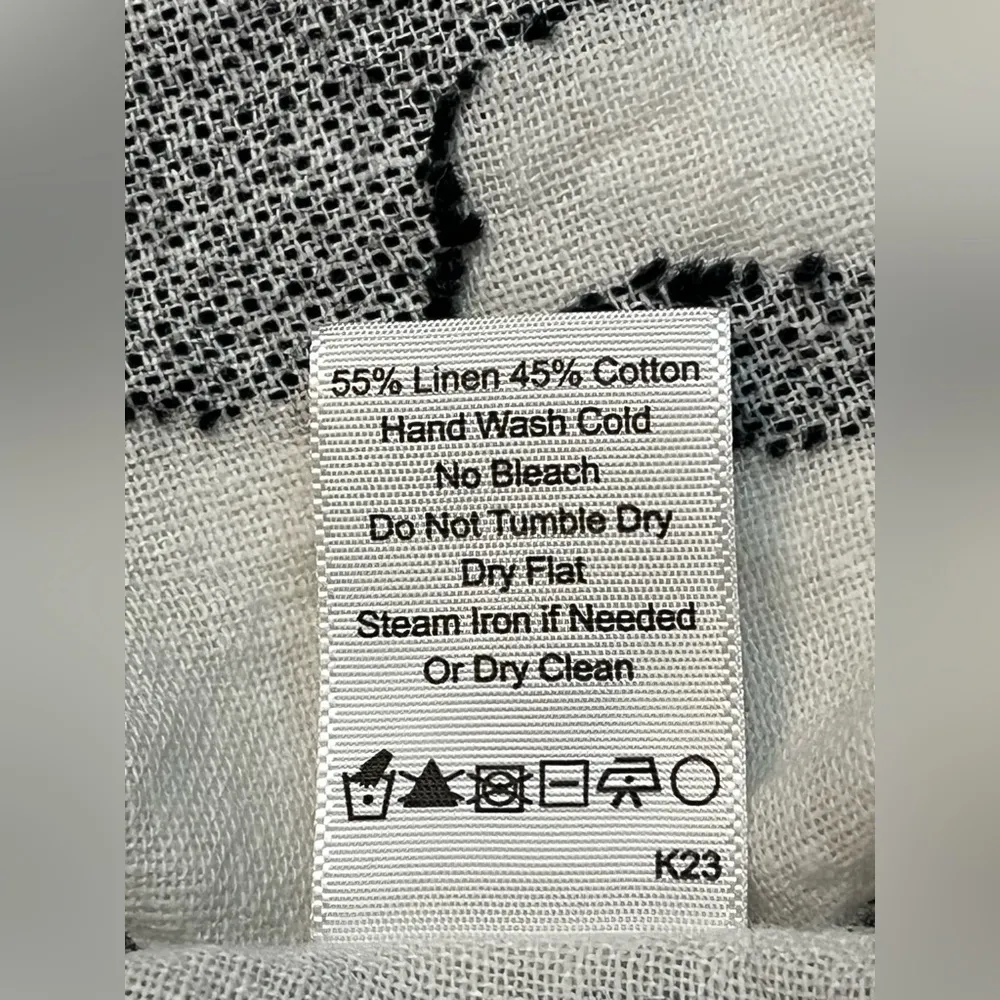 55% Linen 45% Cotton
Hand Wash Cold
No Bleach
Do Not Tumble Dry
Dry Flat
Steam Iron if Needed
Or Dry Clean
K23